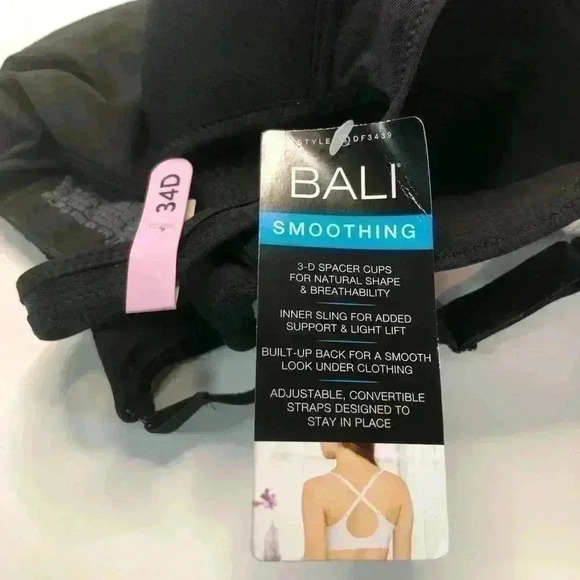 34D
STYLE DF3439
BALI
SMOOTHING
3-D SPACER CUPS
FOR NATURAL SHAPE
& BREATHABILITY
INNER SLING FOR ADDED
SUPPORT & LIGHT LIFT
BUILT-UP BACK FOR A SMOOTH
LOOK UNDER CLOTHING
ADJUSTABLE, CONVERTIBLE
STRAPS DESIGNED TO
STAY IN PLACE